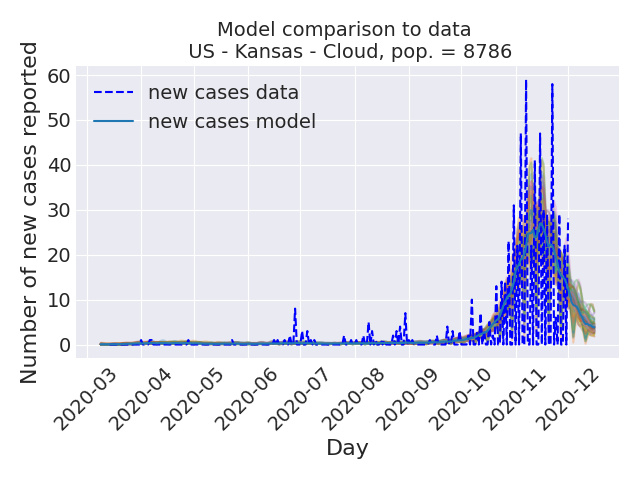 Model comparison to data
US - Kansas - Cloud, pop. = 8786
Number of new cases reported
60
50
40
30
20
10
0
new cases data
new cases model
2020-03
2020-04
2020-05
2020-06
2020-07
2020-08
2020-09
2020-10
2020-11
2020-12
Day